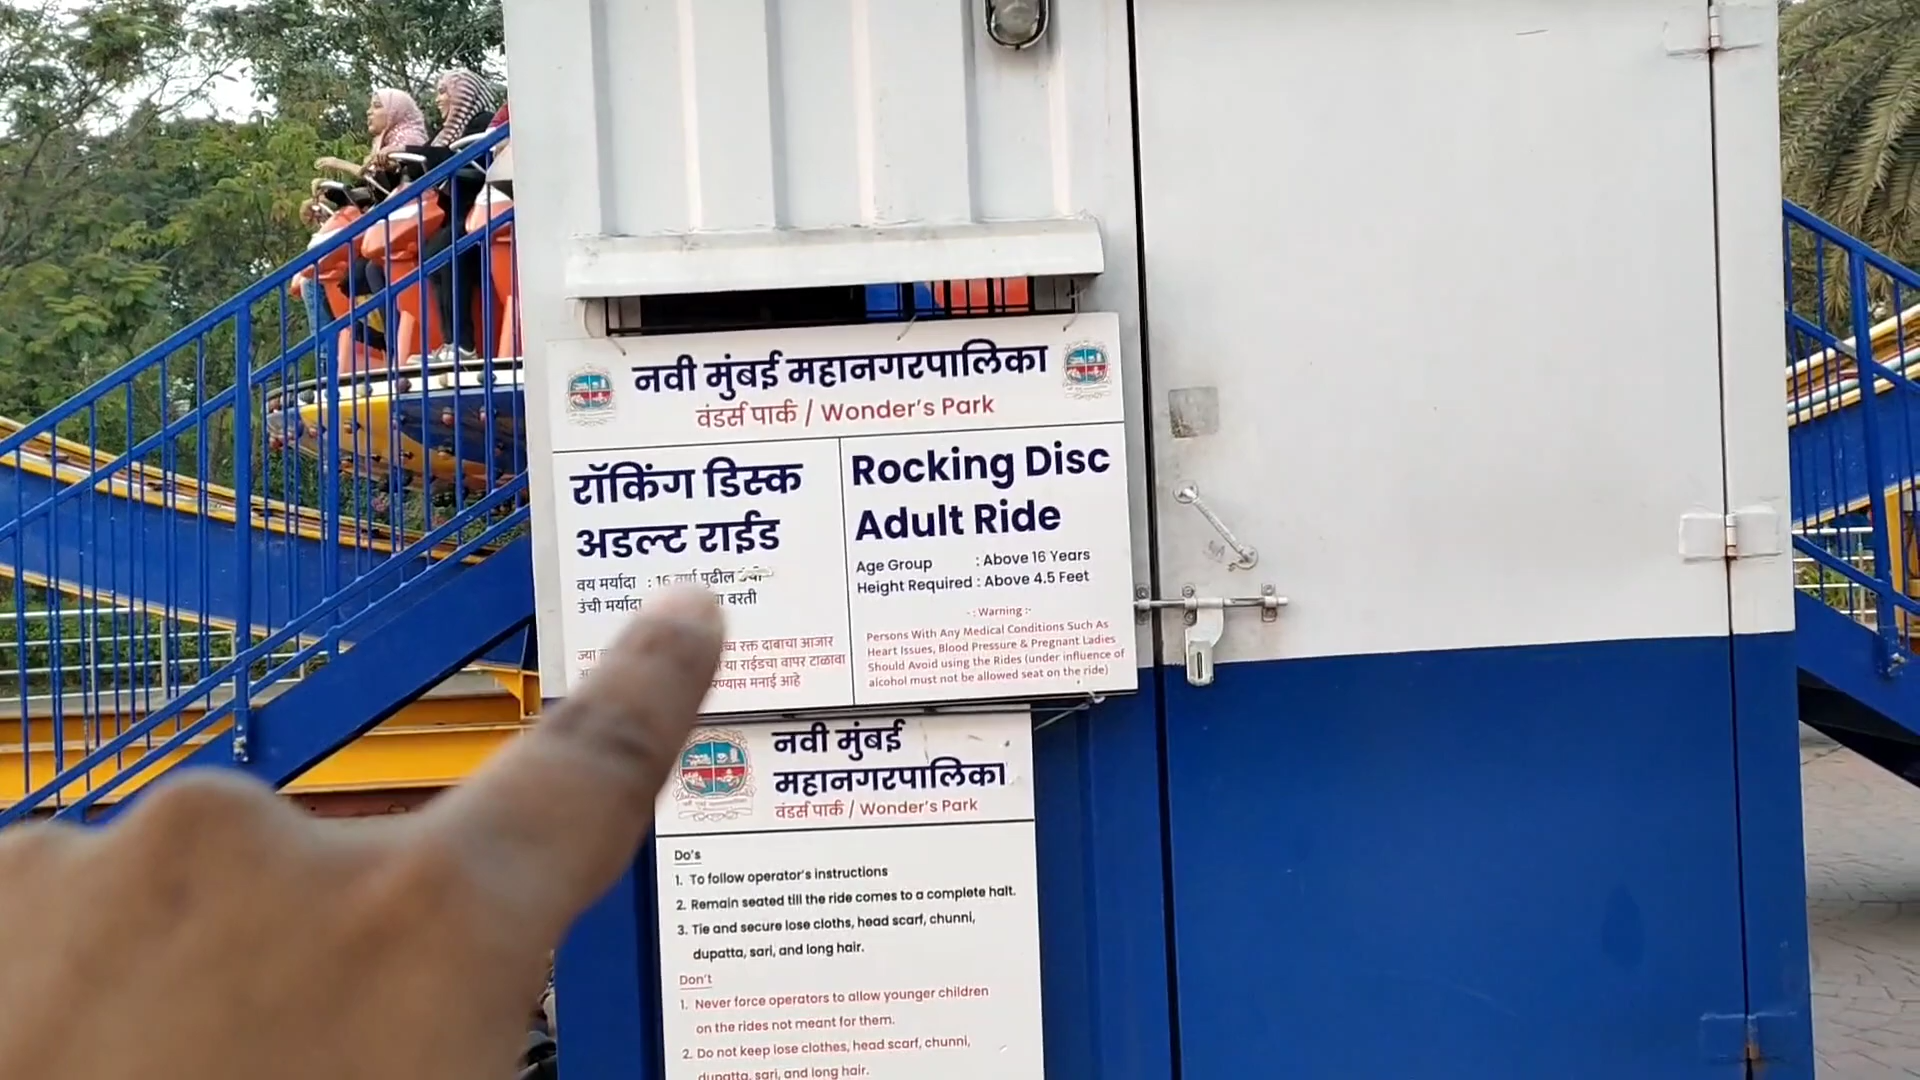 नवी मुंबई महानगरपालिका
वंडर्स पार्क / Wonder's Park
रॉकिंग डिस्क
अडल्ट राईड
वय मर्यादा : 16 वर्षा पुढील
उंची मर्यादा वरती
ज्या च्च रक्त दाबाचा आजार
या राईडचा वापर टाळावा
रण्यास मनाई आहे
Rocking Disc
Adult Ride
Age Group : Above 16 Years
Height Required : Above 4.5 Feet
-: Warning :-
Persons With Any Medical Conditions Such As
Heart Issues, Blood Pressure & Pregnant Ladies
Should Avoid using the Rides (under influence of
alcohol must not be allowed seat on the ride)
नवी मुंबई
महानगरपालिका
वंडर्स पार्क / Wonder's Park
Do's
1. To follow operator's instructions
2. Remain seated till the ride comes to a complete halt.
3. Tie and secure lose cloths, head scarf, chunni,
dupatta, sari, and long hair.
Don't
1. Never force operators to allow younger children
on the rides not meant for them.
2. Do not keep lose clothes, head scarf, chunni,
dupatta, sari, and long hair.